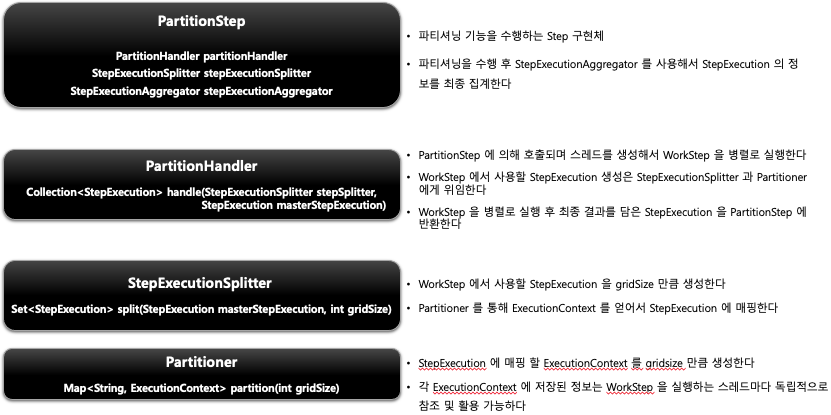 PartitionStep
PartitionHandler partitionHandler
StepExecutionSplitter stepExecutionSplitter
StepExecutionAggregator stepExecutionAggregator
• 파티셔닝 기능을 수행하는 Step 구현체
• 파티셔닝을 수행 후 StepExecutionAggregator 를 사용해서 StepExecution 의 정
보를 최종 집계한다
PartitionHandler
Collection<StepExecution> handle(StepExecutionSplitter stepSplitter,
StepExecution masterStepExecution)
• PartitionStep 에 의해 호출되며 스레드를 생성해서 WorkStep 을 병렬로 실행한다
• WorkStep 에서 사용할 StepExecution 생성은 StepExecutionSplitter 과 Partitioner
에게 위임한다
• WorkStep 을 병렬로 실행 후 최종 결과를 담은 StepExecution 을 PartitionStep 에
반환한다
StepExecutionSplitter
Set<StepExecution> split(StepExecution masterStepExecution, int gridSize)
• WorkStep 에서 사용할 StepExecution 을 gridSize 만큼 생성한다
• Partitioner 를 통해 ExecutionContext 를 얻어서 StepExecution 에 매핑한다
Partitioner
Map<String, ExecutionContext> partition(int gridSize)
• StepExecution 에 매핑 할 ExecutionContext 를 gridsize 만큼 생성한다
• 각 ExecutionContext 에 저장된 정보는 WorkStep 을 실행하는 스레드마다 독립적으로
참조 및 활용 가능하다